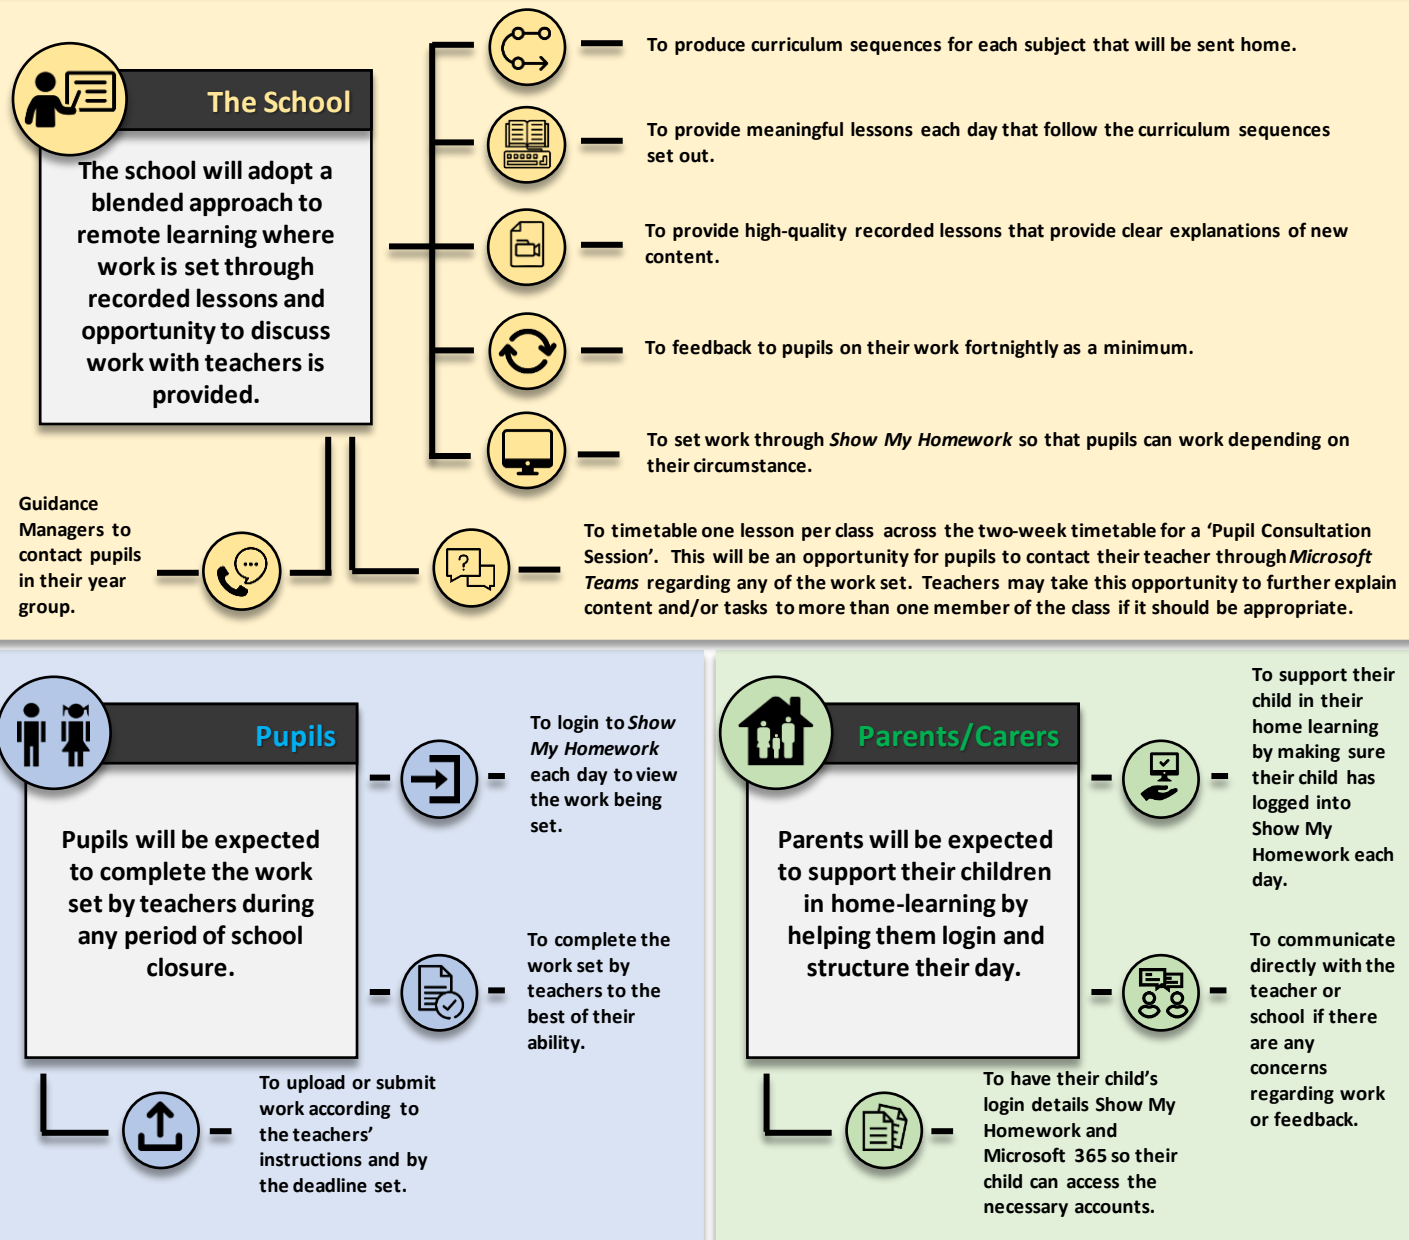 The School
The school will adopt a
blended approach to
remote learning where
work is set through
recorded lessons and
opportunity to discuss
work with teachers is
provided.
To produce curriculum sequences for each subject that will be sent home.
To provide meaningful lessons each day that follow the curriculum sequences
set out.
To provide high-quality recorded lessons that provide clear explanations of new
content.
To feedback to pupils on their work fortnightly as a minimum.
To set work through Show My Homework so that pupils can work depending on
their circumstance.
Guidance
Managers to
contact pupils
in their year
group.
?
To timetable one lesson per class across the two-week timetable for a ‘Pupil Consultation
Session’. This will be an opportunity for pupils to contact their teacher through Microsoft
Teams regarding any of the work set. Teachers may take this opportunity to further explain
content and/or tasks to more than one member of the class if it should be appropriate.
Pupils
Pupils will be expected
to complete the work
set by teachers during
any period of school
closure.
To login to Show
My Homework
each day to view
the work being
set.
To complete the
work set by
teachers to the
best of their
ability.
To upload or submit
work according to
the teachers’
instructions and by
the deadline set.
Parents/Carers
Parents will be expected
to support their children
in home-learning by
helping them login and
structure their day.
To support their
child in their
home learning
by making sure
their child has
logged into
Show My
Homework each
day.
To communicate
directly with the
teacher or
school if there
are any
concerns
regarding work
or feedback.
To have their child’s
login details Show My
Homework and
Microsoft 365 so their
child can access the
necessary accounts.